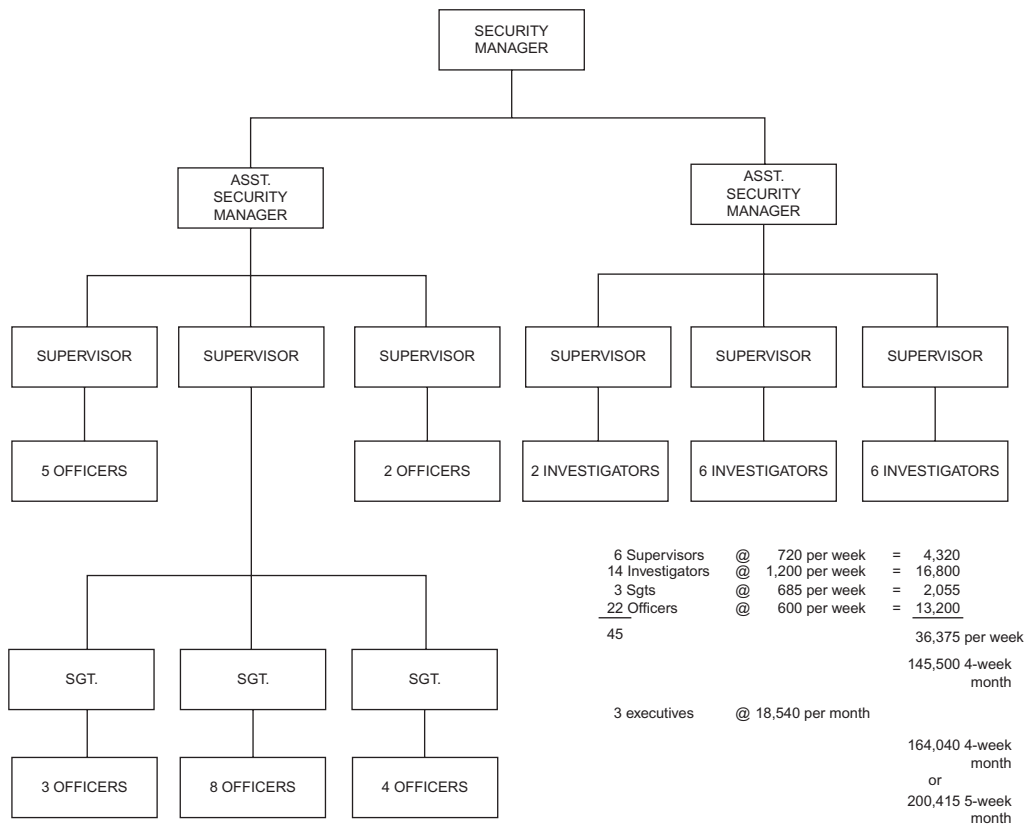 SECURITY
MANAGER
ASST.
SECURITY
MANAGER
ASST.
SECURITY
MANAGER
SUPERVISOR
SUPERVISOR
SUPERVISOR
SUPERVISOR
SUPERVISOR
SUPERVISOR
5 OFFICERS
2 OFFICERS
2 INVESTIGATORS
6 INVESTIGATORS
6 INVESTIGATORS
SGT.
SGT.
SGT.
3 OFFICERS
8 OFFICERS
4 OFFICERS
6 Supervisors @ 720 per week = 4,320
14 Investigators @ 1,200 per week = 16,800
3 Sgts @ 685 per week = 2,055
22 Officers @ 600 per week = 13,200
45 36,375 per week
145,500 4-week
month
3 executives @ 18,540 per month
164,040 4-week
month
or
200,415 5-week
month